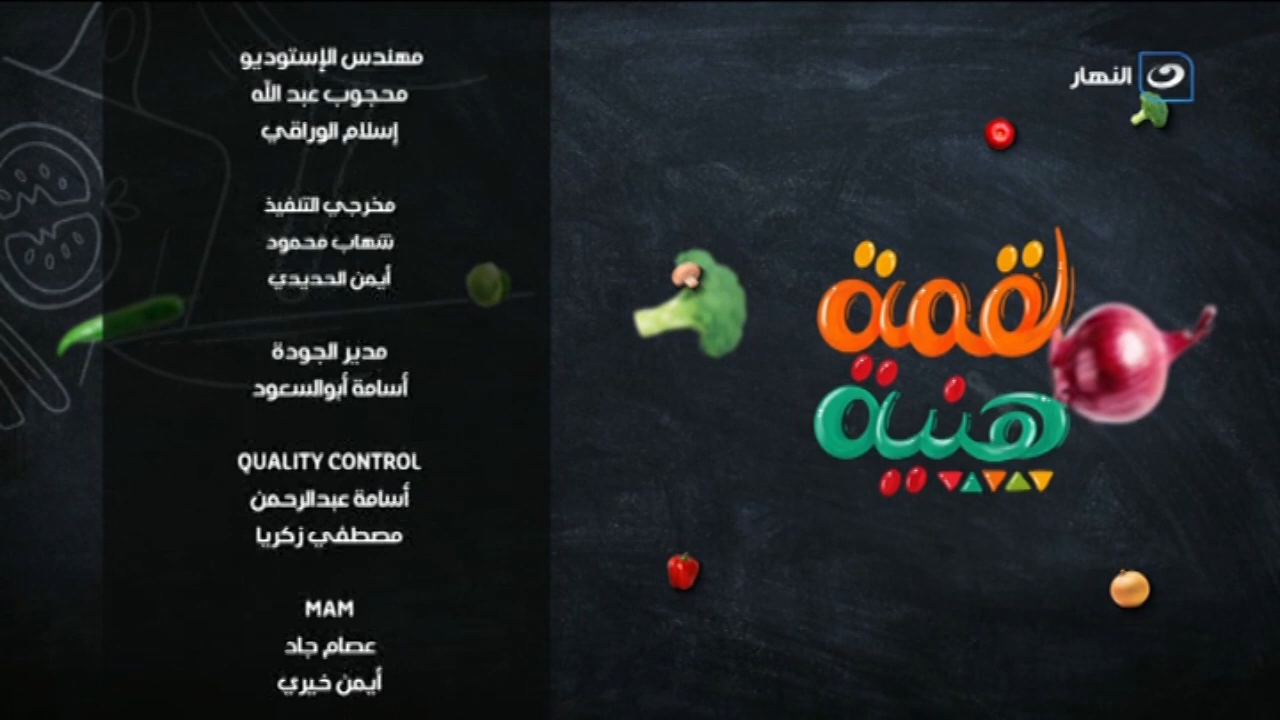 مهندس الإستوديو
محجوب عبد الله
إسلام الوراقي
مخرجي التنفيذ
شهاب محمود
أيمن الحديدي
مدير الجودة
أسامة أبوالسعود
QUALITY CONTROL
أسامة عبدالرحمن
مصطفي زكريا
MAM
عصام جاد
أيمن خيري
النهار
لقمة
هنية